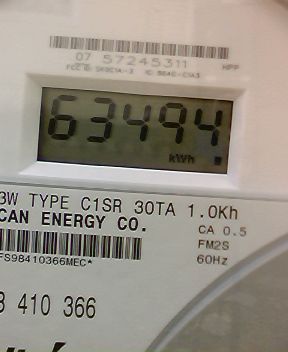 07 57245311 HPP
63494
kWh
3W TYPE C1SR 30TA 1.0Kh
CAN ENERGY CO.
CA 0.5
FM2S
60Hz
FS98410366MEC*
410 366